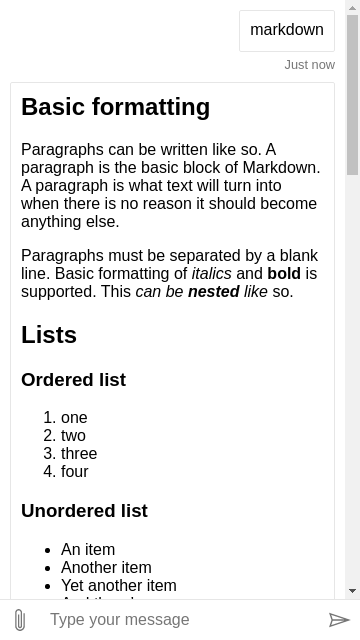 markdown
Just now
Basic formatting
Paragraphs can be written like so. A
paragraph is the basic block of Markdown.
A paragraph is what text will turn into
when there is no reason it should become
anything else.
Paragraphs must be separated by a blank
line. Basic formatting of italics and bold is
supported. This can be nested like so.
Lists
Ordered list
1. one
2. two
3. three
4. four
Unordered list
• An item
• Another item
• Yet another item
Type your message